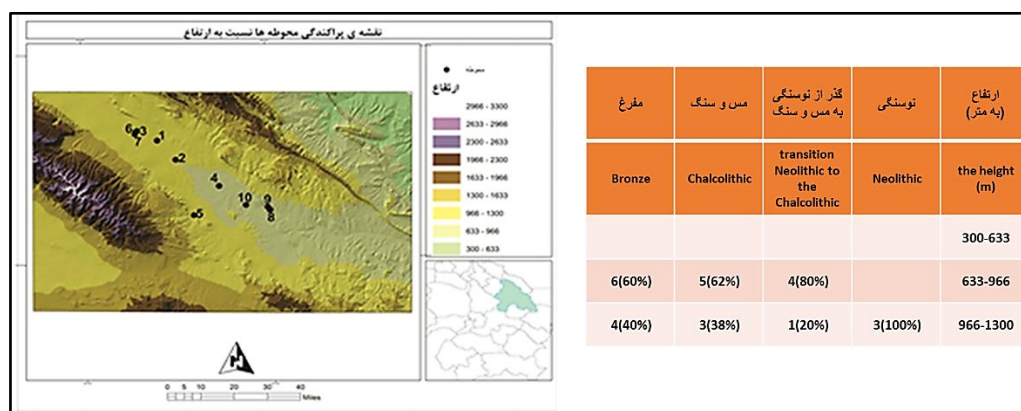 نقشه ی پراکندگی محوطه ها نسبت به ارتفاع
محوطه
ارتفاع
2966 - 3300
2633 - 2966
2300 - 2633
1966 - 2300
1633 - 1966
1300 - 1633
966 - 1300
633 - 966
300 - 633
6
3
7
1
2
4
5
10
9
8
0 5 10 20 30 40
Miles
ارتفاع (به متر) نوسنگی گذر از نوسنگی به مس و سنگ مس و سنگ مفرغ
Bronze Chalcolithic transition Neolithic to the Chalcolithic Neolithic the height (m)
300-633
6(60%) 5(62%) 4(80%) 633-966
4(40%) 3(38%) 1(20%) 3(100%) 966-1300